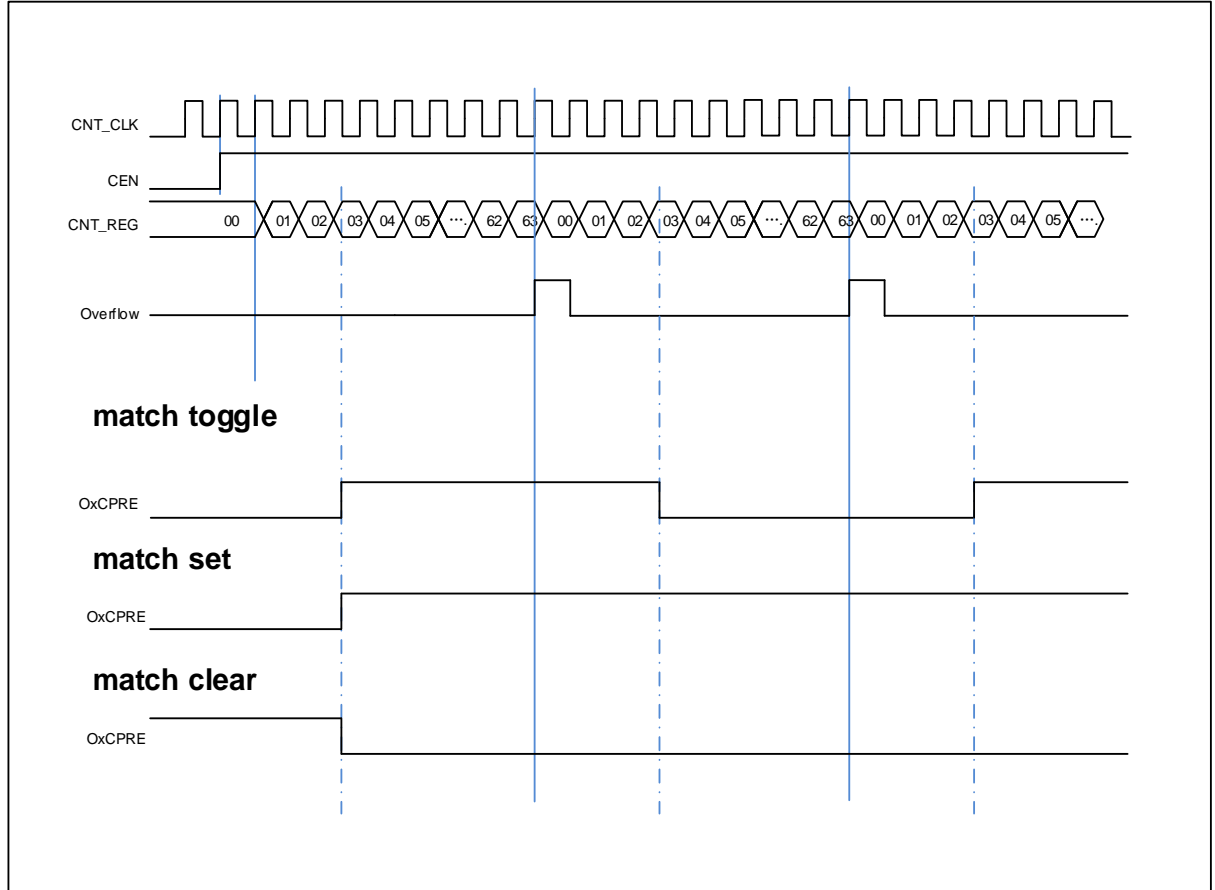 CNT_CLK
CEN
CNT_REG 00 01 02 03 04 05 .... 62 63 00 01 02 03 04 05 .... 62 63 00 01 02 03 04 05 ....
Overflow
match toggle
OxCPRE
match set
OxCPRE
match clear
OxCPRE